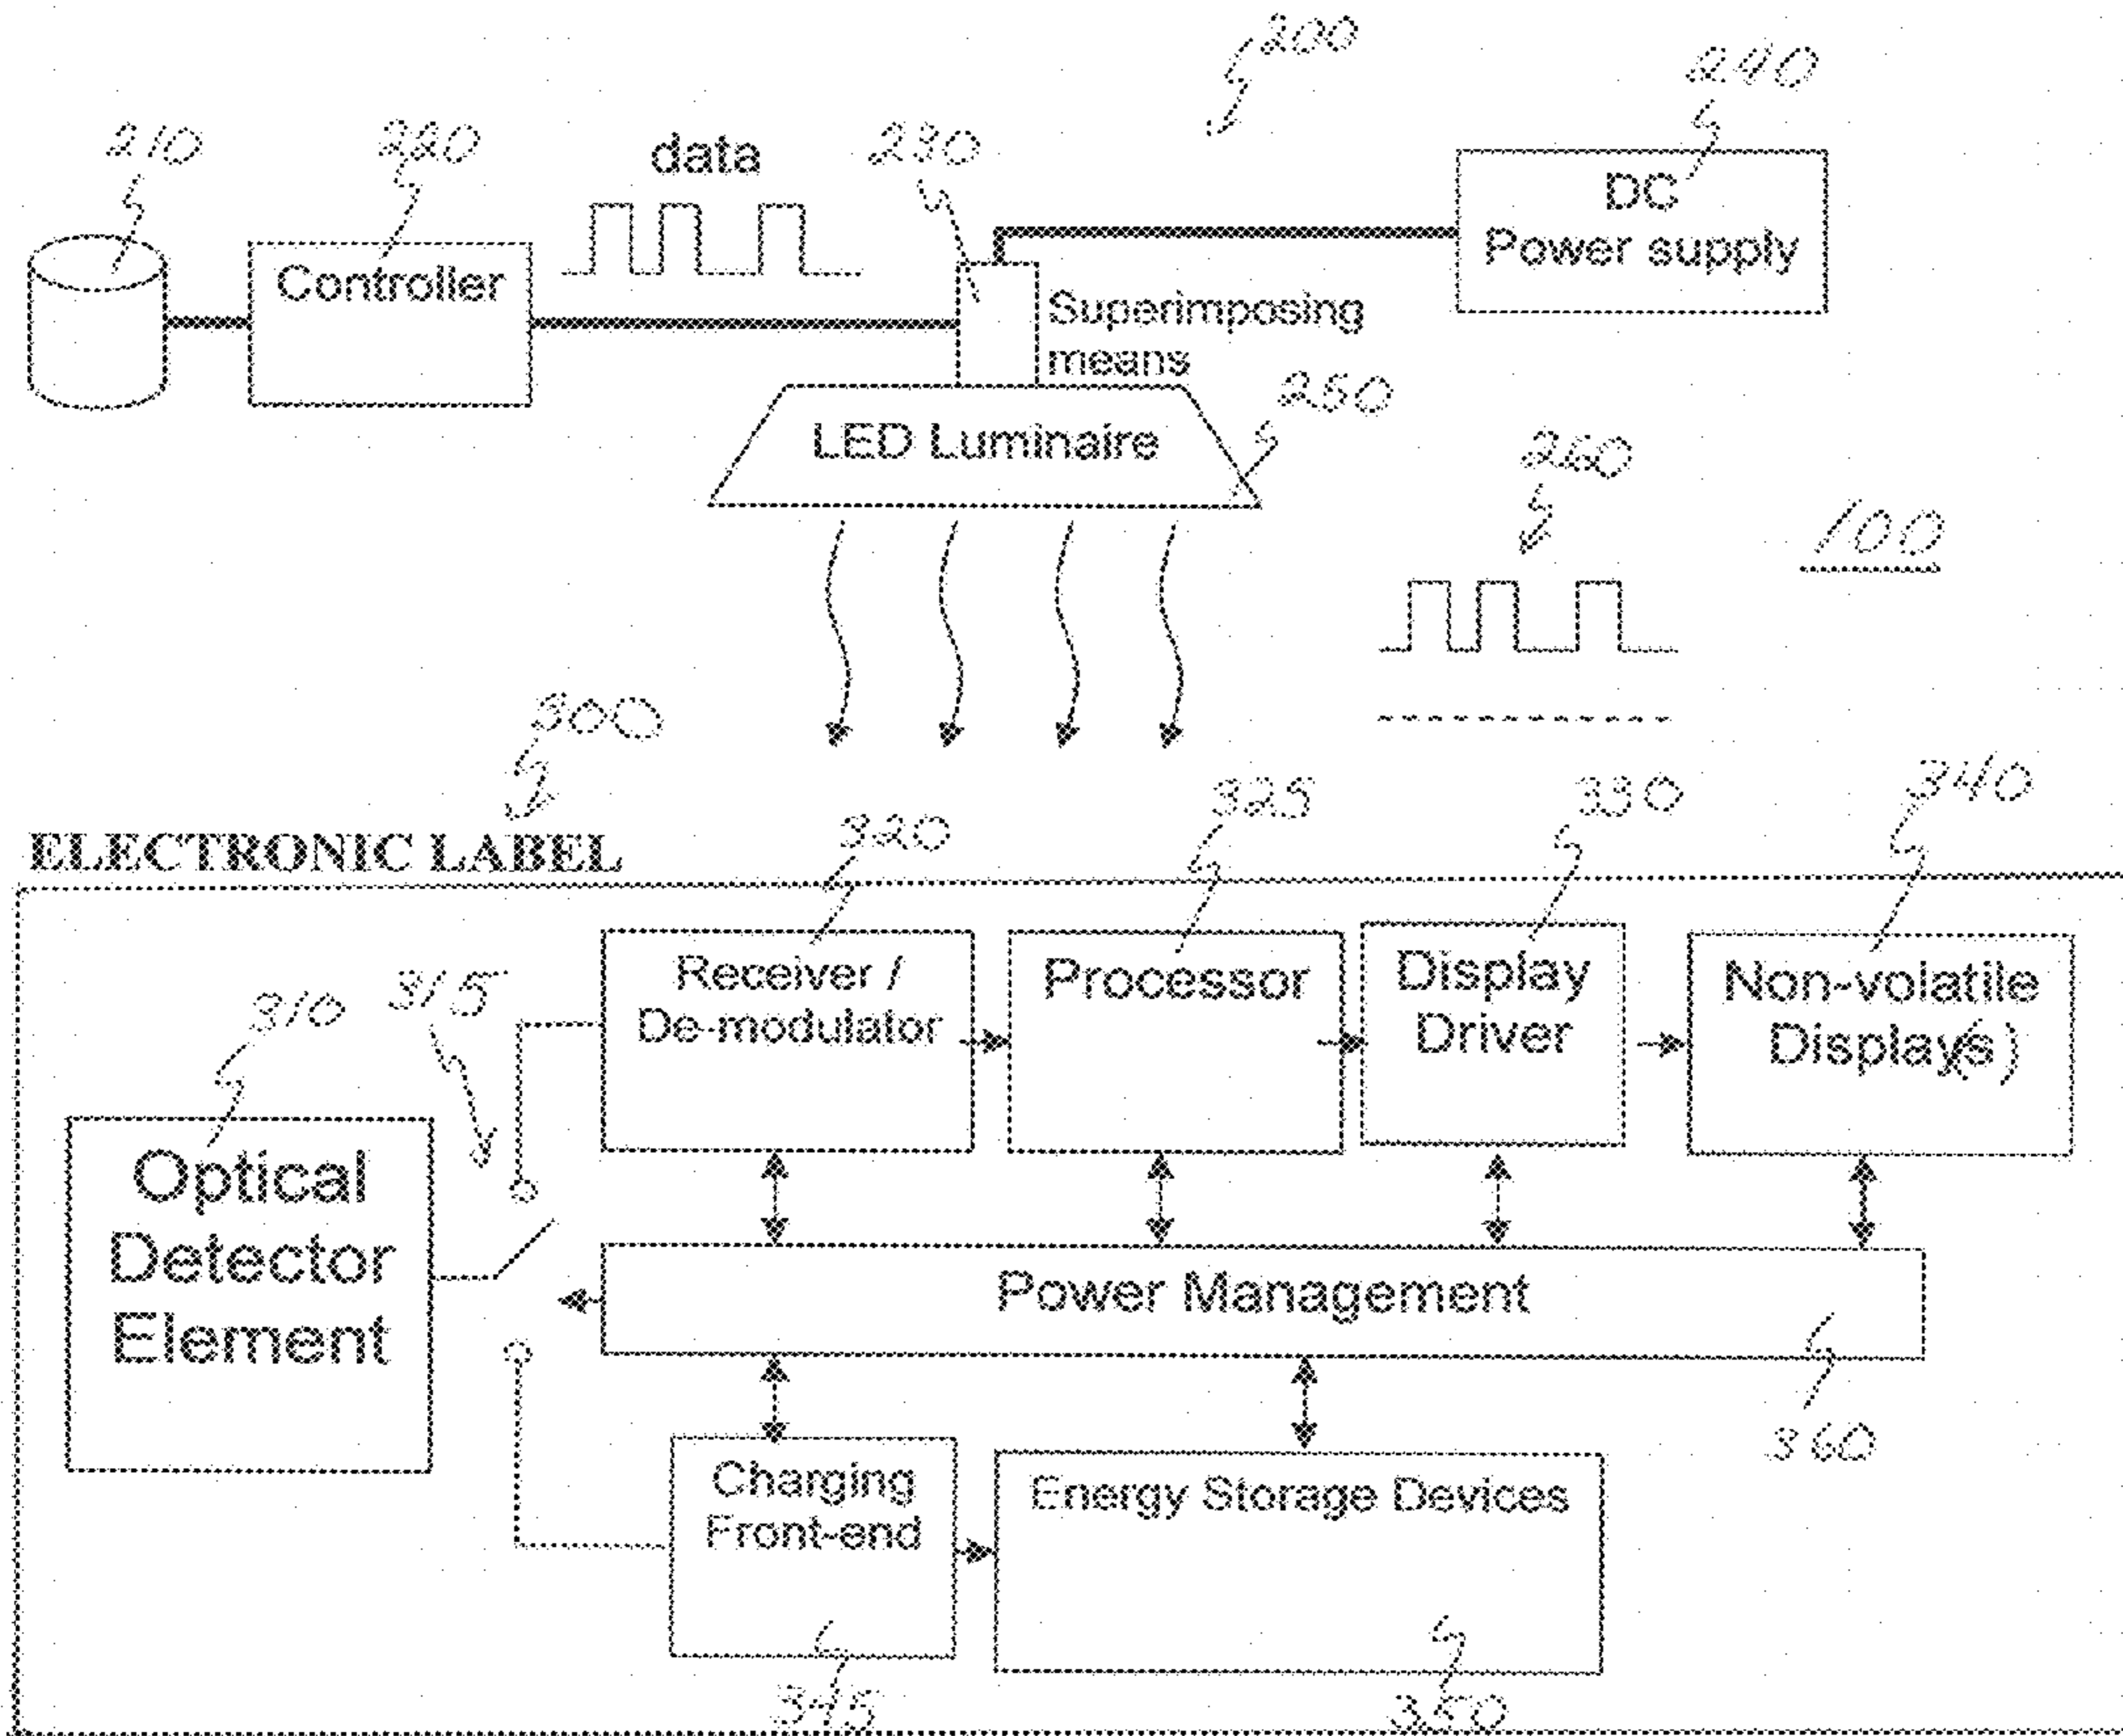 200
240
210
220
data
230
DC
Power supply
Controller
Superimposing
means
250
LED Luminaire
260
100
300
325
330
340
320
ELECTRONIC LABEL
315
310
Receiver /
De-modulator
Processor
Display
Driver
Non-volatile
Display(s)
Optical
Detector
Element
Power Management
360
Charging
Front-end
Energy Storage Devices
345
350